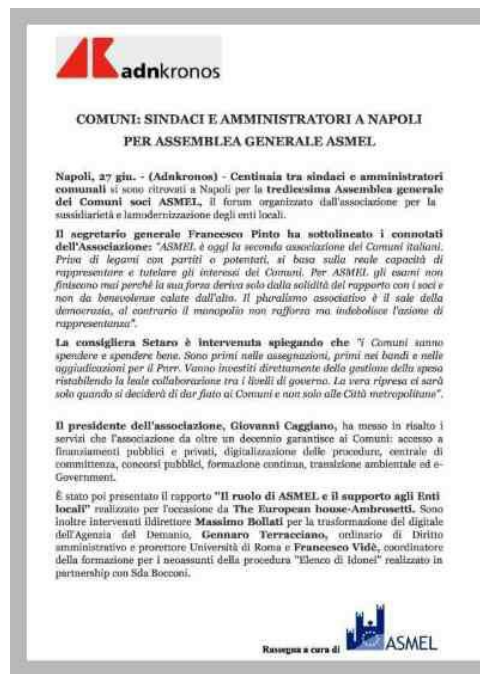 adnkronos
COMUNI: SINDACI E AMMINISTRATORI A NAPOLI
PER ASSEMBLEA GENERALE ASMEL
Napoli, 27 giu. - (Adnkronos) - Centinaia tra sindaci e amministratori
comunali si sono ritrovati a Napoli per la tredicesima Assemblea generale
dei Comuni soci ASMEL, il forum organizzato dall'associazione per la
sussidiarietà e lamodernizzazione degli enti locali.
Il segretario generale Francesco Pinto ha sottolineato i connotati
dell'Associazione: "ASMEL è oggi la seconda associazione dei Comuni italiani.
Priva di legami con partiti o potentati, si basa sulla reale capacità di
rappresentare e tutelare gli interessi dei Comuni. Per ASMEL gli esami non
finiscono mai perché la sua forza deriva solo dalla solidità del rapporto con i soci e
non da benevolenze calate dall'alto. Il pluralismo associativo è il sale della
democrazia, al contrario il monopolio non rafforza ma indebolisce l'azione di
rappresentanza".
La consigliera Setaro è intervenuta spiegando che "i Comuni sanno
spendere e spendere bene. Sono primi nelle assegnazioni, primi nei bandi e nelle
aggiudicazioni per il Pnrr. Vanno investiti direttamente della gestione della spesa
ristabilendo la leale collaborazione tra i livelli di governo. La vera ripresa ci sarà
solo quando si deciderà di dar fiato ai Comuni e non solo alle Città metropolitane".
Il presidente dell'associazione, Giovanni Caggiano, ha messo in risalto i
servizi che l'associazione da oltre un decennio garantisce ai Comuni: accesso a
finanziamenti pubblici e privati, digitalizzazione delle procedure, centrale di
committenza, concorsi pubblici, formazione continua, transizione ambientale ed e-
Government.
È stato poi presentato il rapporto "Il ruolo di ASMEL e il supporto agli Enti
locali" realizzato per l'occasione da The European house-Ambrosetti. Sono
inoltre intervenuti ildirettore Massimo Bollati per la trasformazione del digitale
dell'Agenzia del Demanio, Gennaro Terracciano, ordinario di Diritto
amministrativo e prorettore Università di Roma e Francesco Vidè, coordinatore
della formazione per i neoassunti della procedura "Elenco di Idonei" realizzato in
partnership con Sda Bocconi.
Rassegna a cura di ASMEL